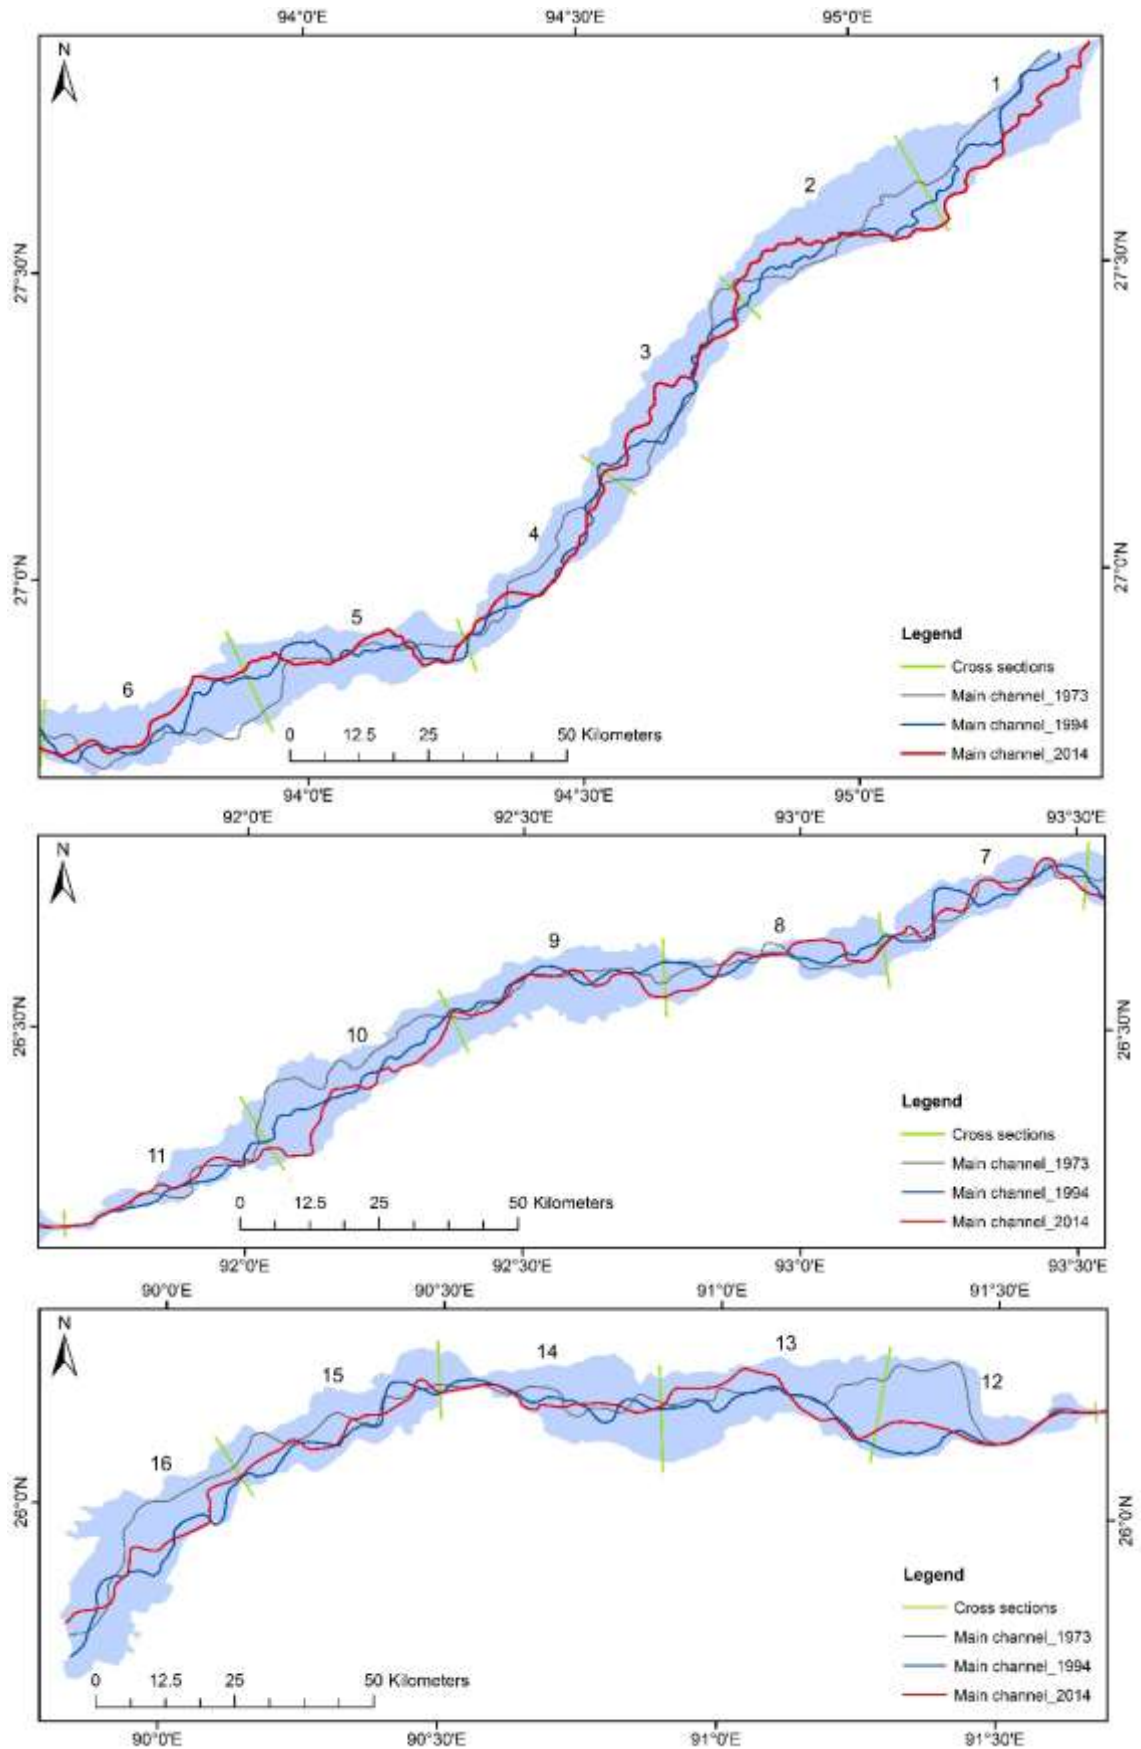 94°0'E 94°30'E 95°0'E
N
1
2
27°30'N 27°30'N
3
4
27°0'N 27°0'N
5
Legend
Cross sections
6
Main channel_1973
0 12.5 25 50 Kilometers
Main channel_1994
Main channel_2014
94°0'E 94°30'E 95°0'E
92°0'E 92°30'E 93°0'E 93°30'E
N
7
8
9
26°30'N 26°30'N
10
Legend
Cross sections
11
Main channel_1973
0 12.5 25 50 Kilometers
Main channel_1994
Main channel_2014
92°0'E 92°30'E 93°0'E 93°30'E
90°0'E 90°30'E 91°0'E 91°30'E
N
13
14
15
12
16
26°0'N 26°0'N
Legend
Cross sections
Main channel_1973
Main channel_1994
0 12.5 25 50 Kilometers
Main channel_2014
90°0'E 90°30'E 91°0'E 91°30'E